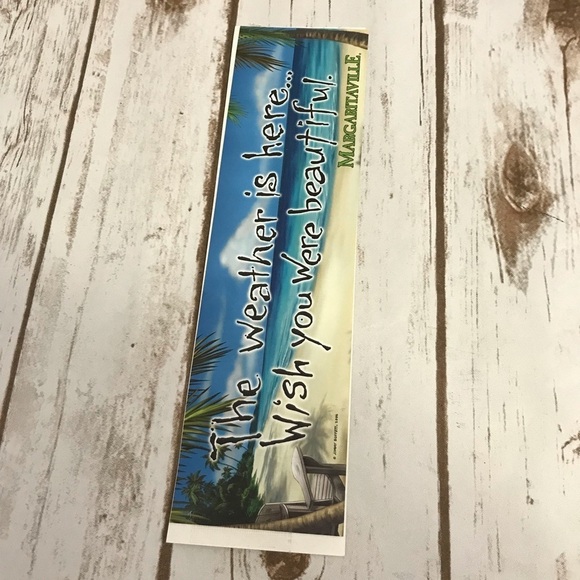 The weather is here...
Wish you were beautiful.
MARGARITAVILLE